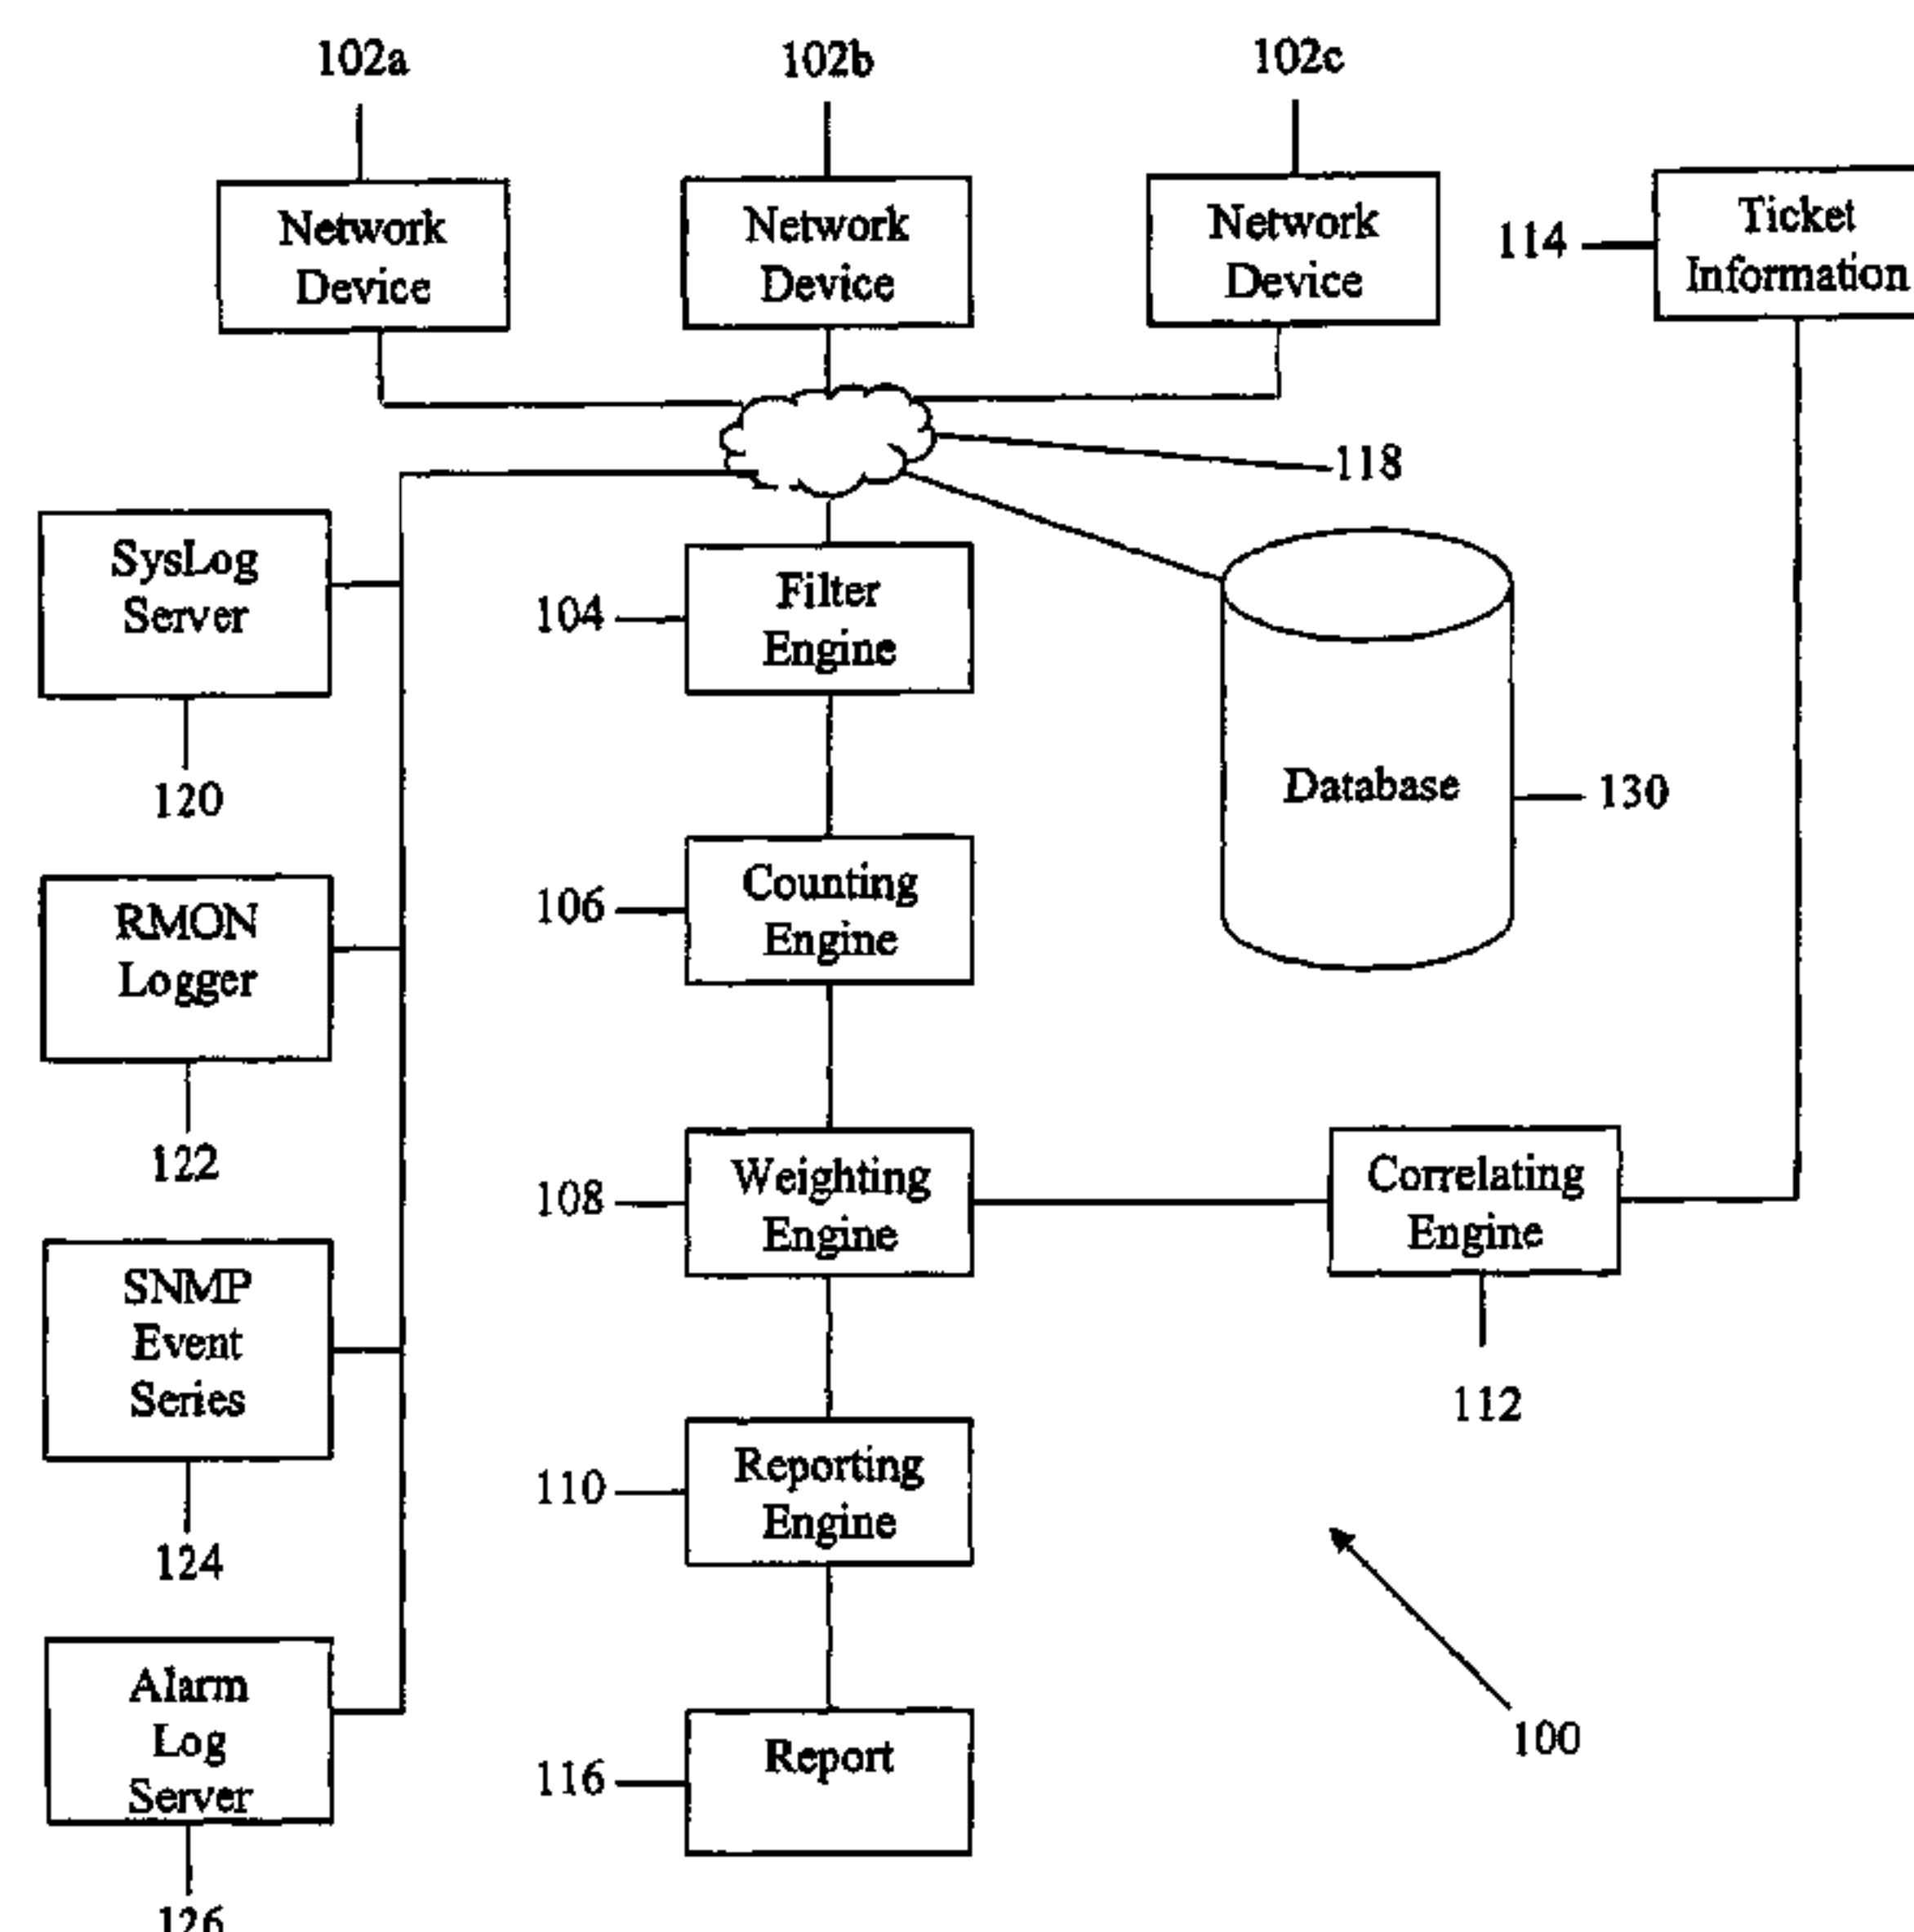 102a
102b
102c
Network
Device
Network
Device
Network
Device
114
Ticket
Information
118
SysLog
Server
120
104
Filter
Engine
Database
130
106
Counting
Engine
RMON
Logger
122
108
Weighting
Engine
Correlating
Engine
112
SNMP
Event
Series
124
110
Reporting
Engine
100
Alarm
Log
Server
126
116
Report